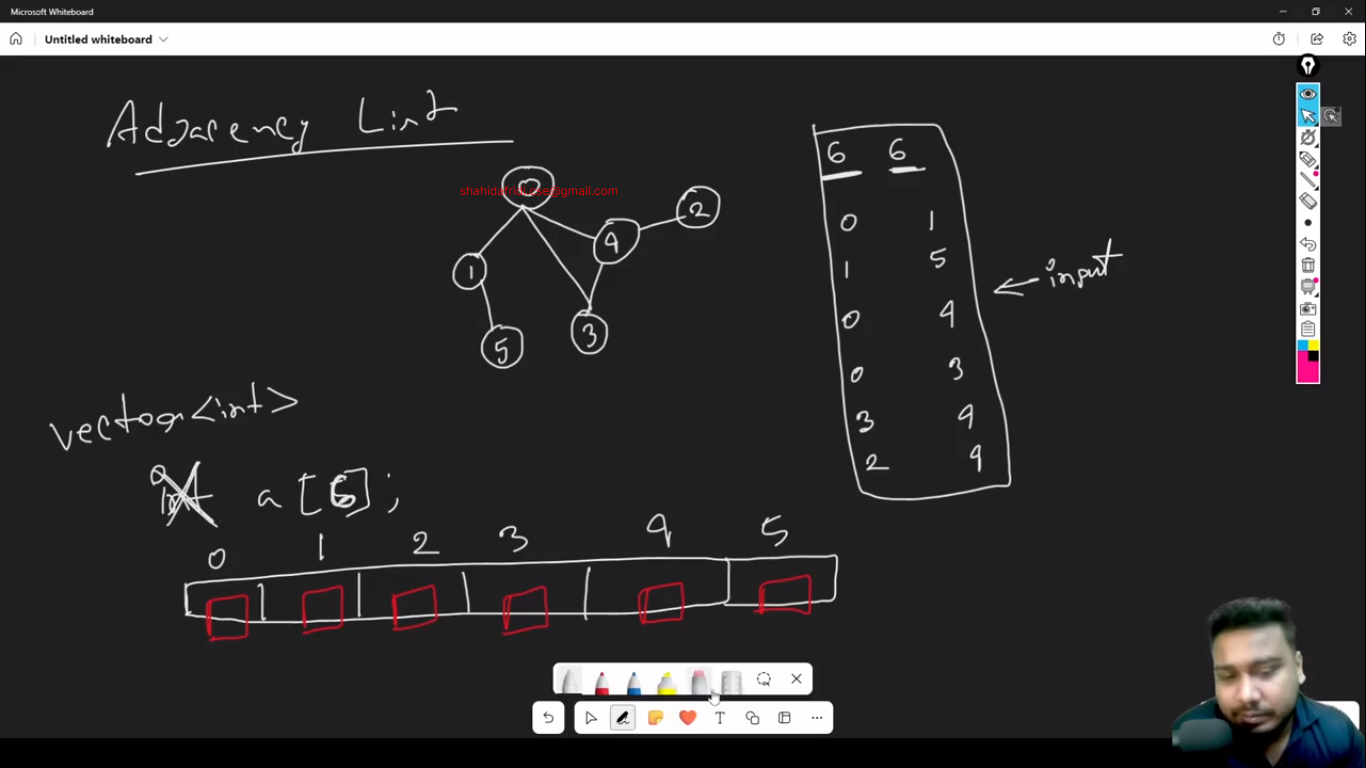 Microsoft Whiteboard
Untitled whiteboard
Adjacency List
6 6
0 1
1 5
0 4
0 3
3 4
2 4
← input
0
1
2
3
4
5
vector<int>
int a[6];
0 1 2 3 4 5
T